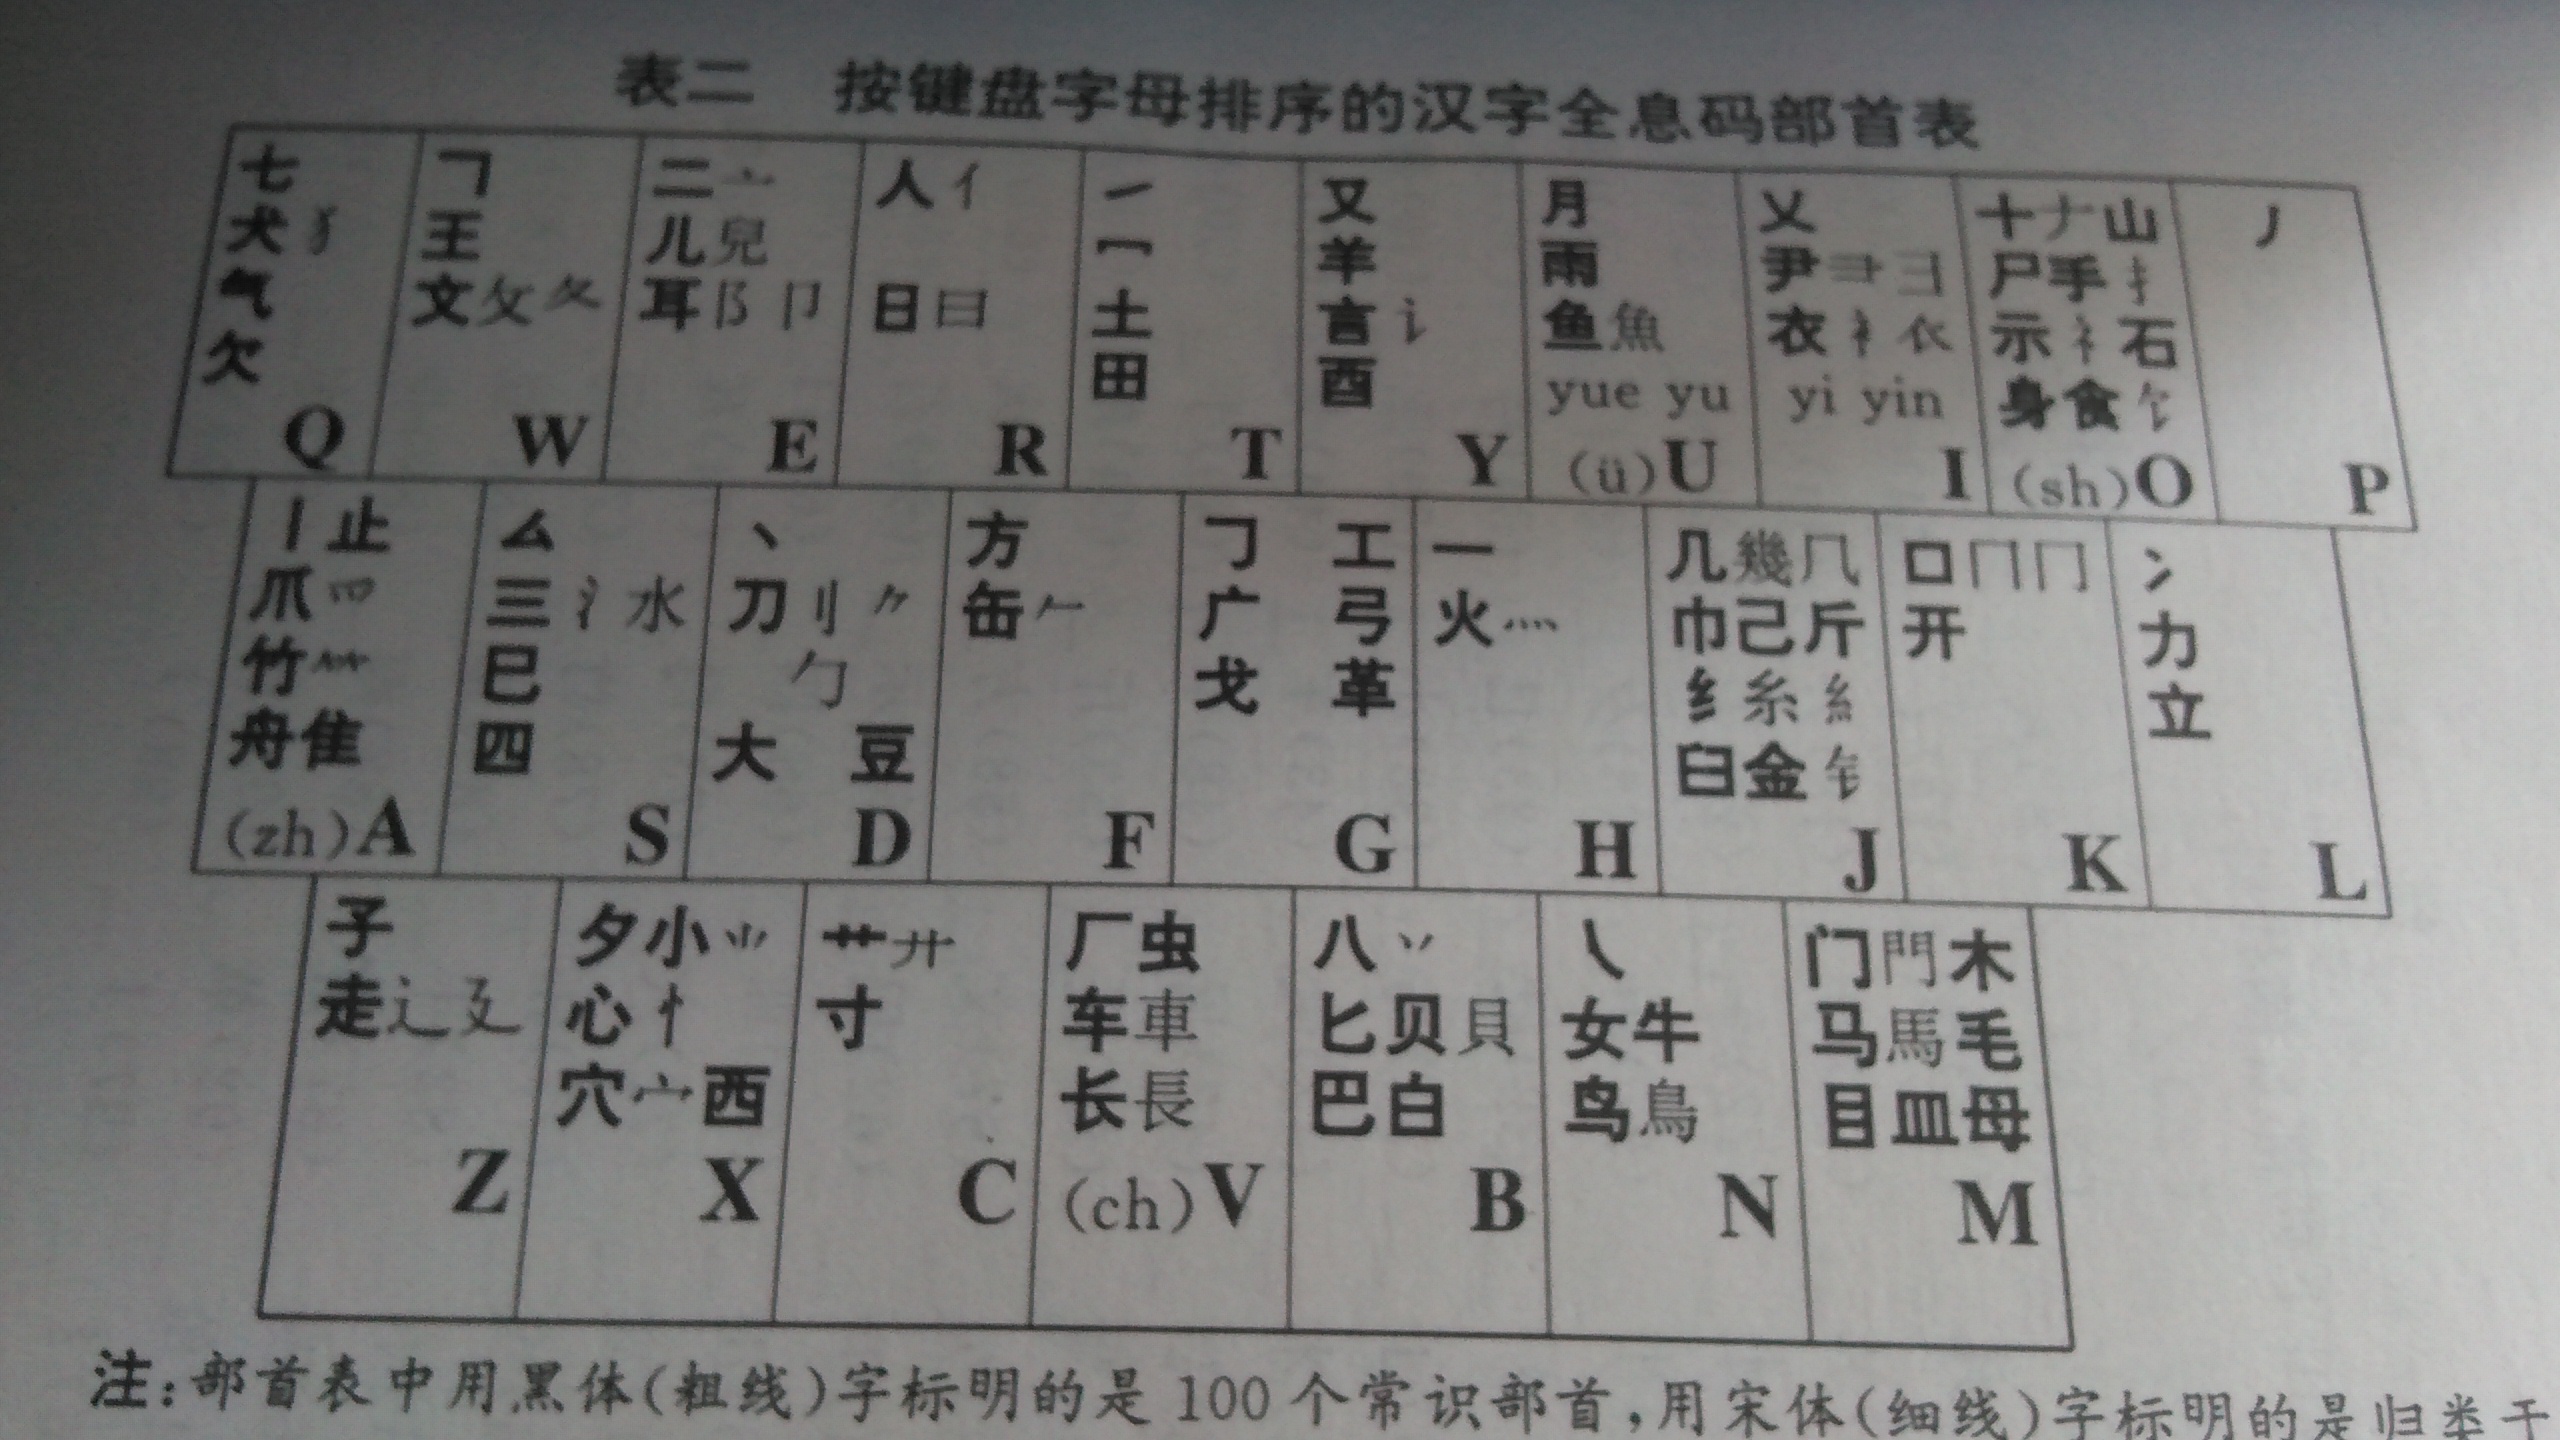 表二 按键盘字母排序的汉字全息码部首表
七 犬犭 气 欠 Q
㇕ 王 文攵夂 W
二亠 儿兒 耳阝卩 E
人亻 日曰 R
㇀ 冖 土 田 T
又 羊 言讠 酉 Y
月 雨 鱼魚 yue yu (ü)U
乂 尹⺕彐 衣衤𧘇 yi yin I
十ナ山 尸手扌 示礻石 身食饣 (sh)O
丿 P
丨止 爪爫 竹⺮ 舟隹 (zh)A
厶 三氵水 巳 四 S
丶 刀刂〃 勹 大 豆 D
方 缶𠂉 F
㇆ 工 广 弓 戈 革 G
一 火灬 H
几幾⺇ 巾己斤 纟糸糹 臼金钅 J
口冂冂 开 K
冫 力 立 L
子 走辶廴 Z
夕小⺌ 心忄 穴宀西 X
艹廾 寸 C
厂虫 车車 长長 (ch)V
八丷 匕贝貝 巴白 B
㇏ 女牛 鸟鳥 N
门門木 马馬毛 目皿母 M
注:部首表中用黑体(粗线)字标明的是100个常识部首,用宋体(细线)字标明的是归类于